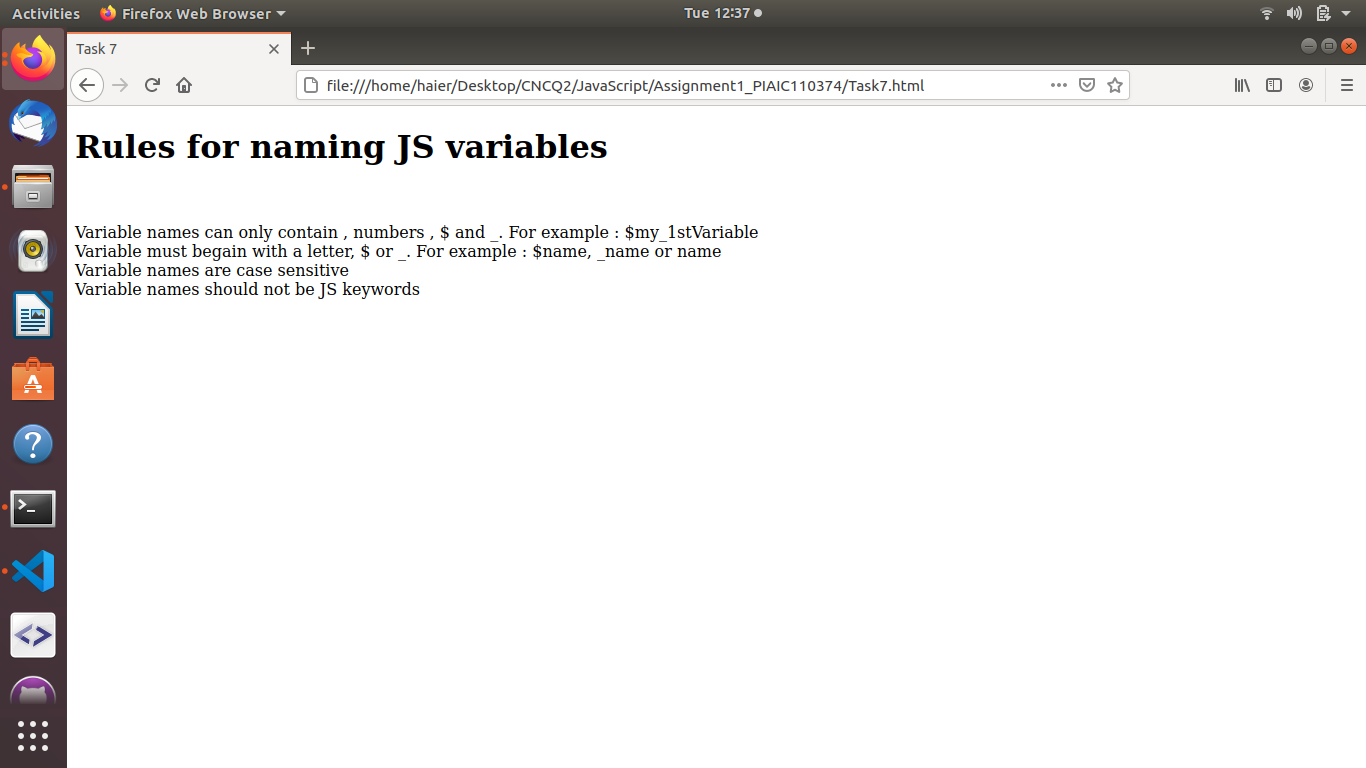 Activities Firefox Web Browser Tue 12:37
Task 7
file:///home/haier/Desktop/CNCQ2/JavaScript/Assignment1_PIAIC110374/Task7.html
Rules for naming JS variables
Variable names can only contain , numbers , $ and _. For example : $my_1stVariable
Variable must begain with a letter, $ or _. For example : $name, _name or name
Variable names are case sensitive
Variable names should not be JS keywords